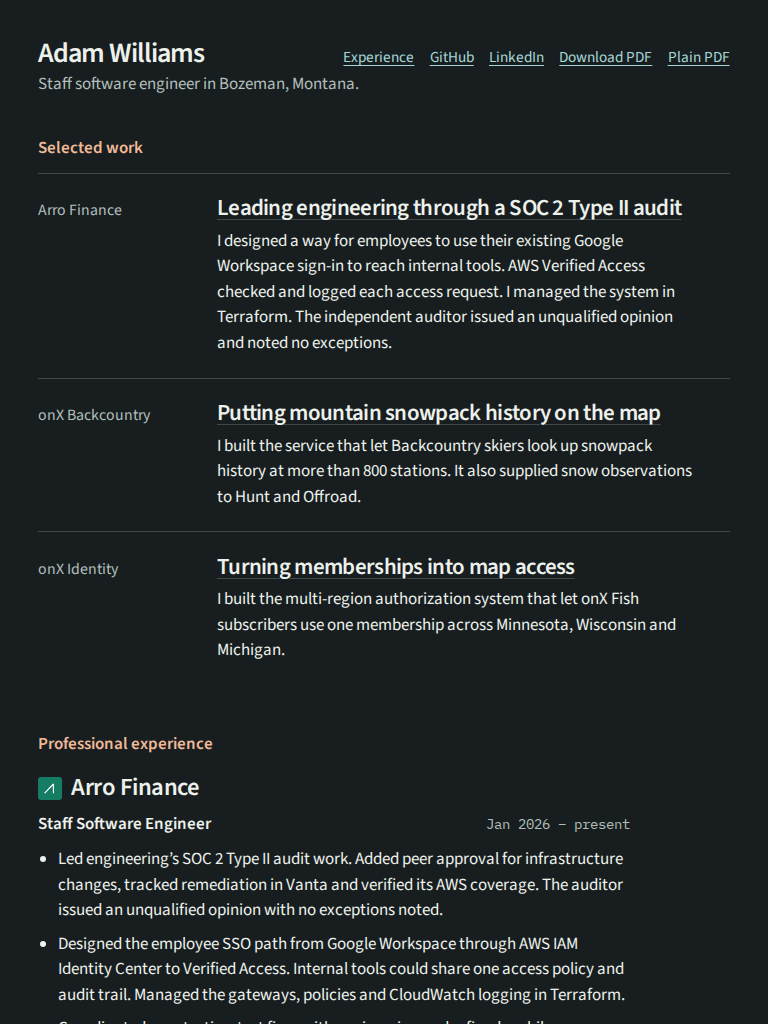 Adam Williams
Experience GitHub LinkedIn Download PDF Plain PDF
Staff software engineer in Bozeman, Montana.
Selected work
Arro Finance
Leading engineering through a SOC 2 Type II audit
I designed a way for employees to use their existing Google
Workspace sign-in to reach internal tools. AWS Verified Access
checked and logged each access request. I managed the system in
Terraform. The independent auditor issued an unqualified opinion
and noted no exceptions.
onX Backcountry
Putting mountain snowpack history on the map
I built the service that let Backcountry skiers look up snowpack
history at more than 800 stations. It also supplied snow observations
to Hunt and Offroad.
onX Identity
Turning memberships into map access
I built the multi-region authorization system that let onX Fish
subscribers use one membership across Minnesota, Wisconsin and
Michigan.
Professional experience
Arro Finance
Staff Software Engineer
Jan 2026 – present
• Led engineering’s SOC 2 Type II audit work. Added peer approval for infrastructure
changes, tracked remediation in Vanta and verified its AWS coverage. The auditor
issued an unqualified opinion with no exceptions noted.
• Designed the employee SSO path from Google Workspace through AWS IAM
Identity Center to Verified Access. Internal tools could share one access policy and
audit trail. Managed the gateways, policies and CloudWatch logging in Terraform.